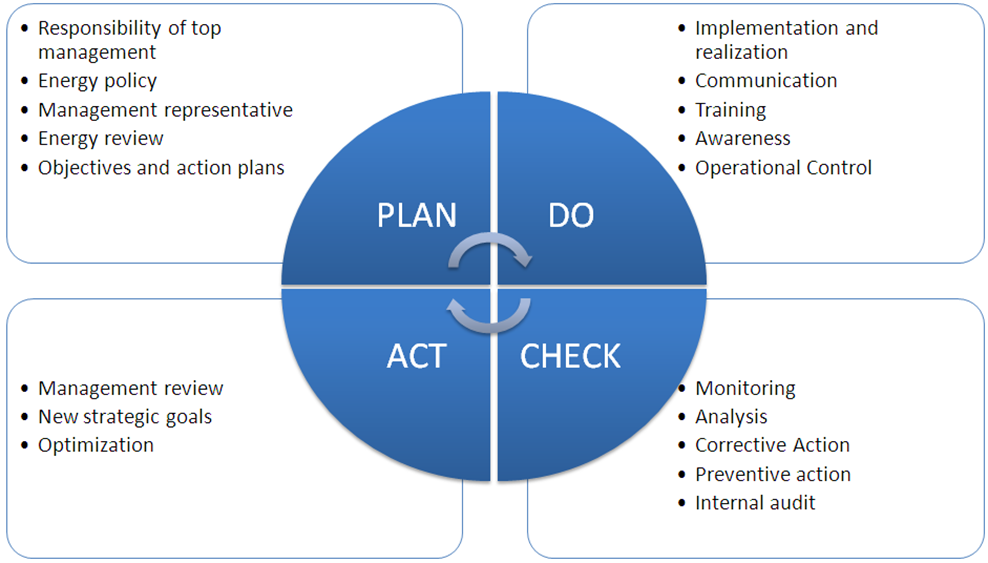 • Responsibility of top
management
• Energy policy
• Management representative
• Energy review
• Objectives and action plans
• Implementation and
realization
• Communication
• Training
• Awareness
• Operational Control
PLAN
DO
ACT
CHECK
• Management review
• New strategic goals
• Optimization
• Monitoring
• Analysis
• Corrective Action
• Preventive action
• Internal audit